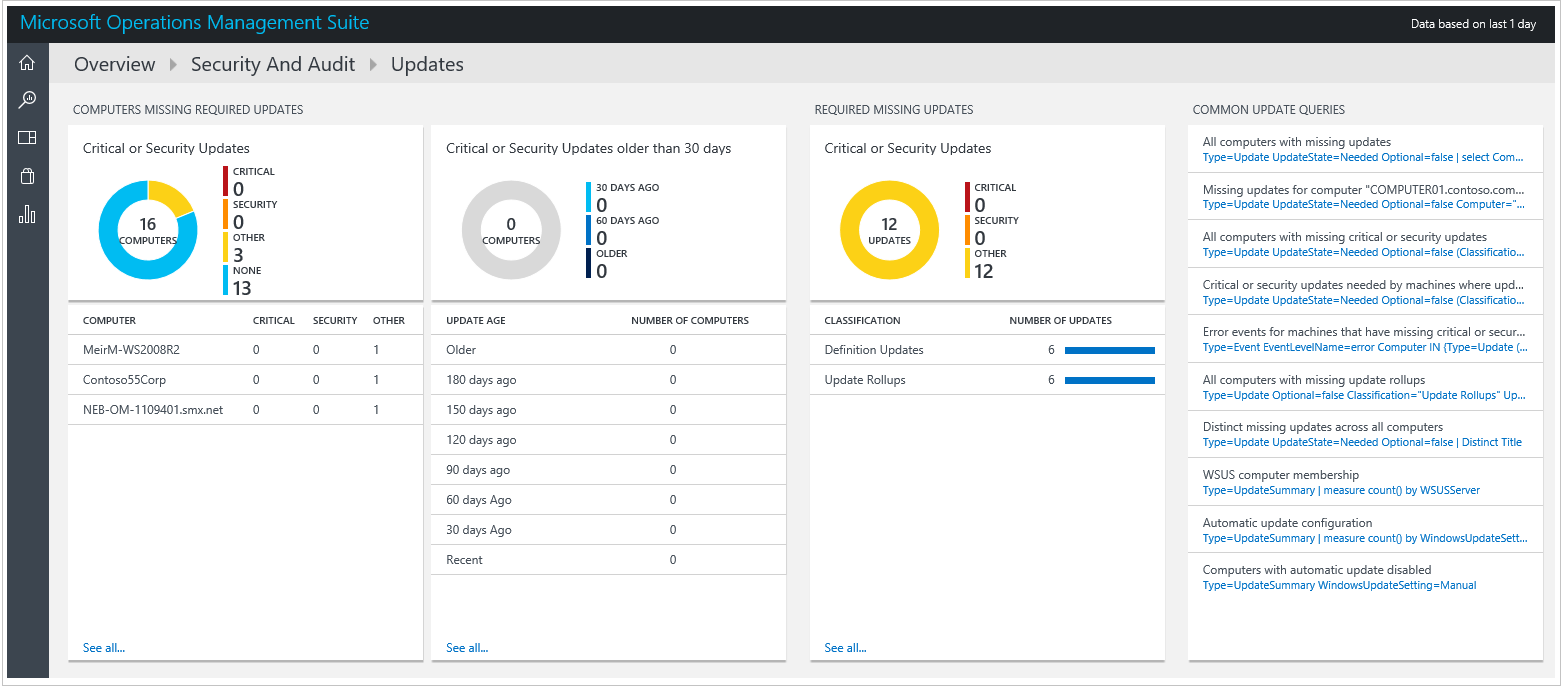 Microsoft Operations Management Suite
Data based on last 1 day
Overview Security And Audit Updates
COMPUTERS MISSING REQUIRED UPDATES
Critical or Security Updates
16
COMPUTERS
CRITICAL
0
SECURITY
0
OTHER
3
NONE
13
COMPUTER CRITICAL SECURITY OTHER
MeirM-WS2008R2 0 0 1
Contoso55Corp 0 0 1
NEB-OM-1109401.smx.net 0 0 1
See all...
Critical or Security Updates older than 30 days
0
COMPUTERS
30 DAYS AGO
0
60 DAYS AGO
0
OLDER
0
UPDATE AGE NUMBER OF COMPUTERS
Older 0
180 days ago 0
150 days ago 0
120 days ago 0
90 days ago 0
60 days Ago 0
30 days Ago 0
Recent 0
See all...
REQUIRED MISSING UPDATES
Critical or Security Updates
12
UPDATES
CRITICAL
0
SECURITY
0
OTHER
12
CLASSIFICATION NUMBER OF UPDATES
Definition Updates 6
Update Rollups 6
See all...
COMMON UPDATE QUERIES
All computers with missing updates
Type=Update UpdateState=Needed Optional=false | select Com...
Missing updates for computer "COMPUTER01.contoso.com...
Type=Update UpdateState=Needed Optional=false Computer="...
All computers with missing critical or security updates
Type=Update UpdateState=Needed Optional=false (Classificatio...
Critical or security updates needed by machines where upd...
Type=Update UpdateState=Needed Optional=false (Classificatio...
Error events for machines that have missing critical or secur...
Type=Event EventLevelName=error Computer IN {Type=Update (...
All computers with missing update rollups
Type=Update Optional=false Classification="Update Rollups" Up...
Distinct missing updates across all computers
Type=Update UpdateState=Needed Optional=false | Distinct Title
WSUS computer membership
Type=UpdateSummary | measure count() by WSUSServer
Automatic update configuration
Type=UpdateSummary | measure count() by WindowsUpdateSett...
Computers with automatic update disabled
Type=UpdateSummary WindowsUpdateSetting=Manual